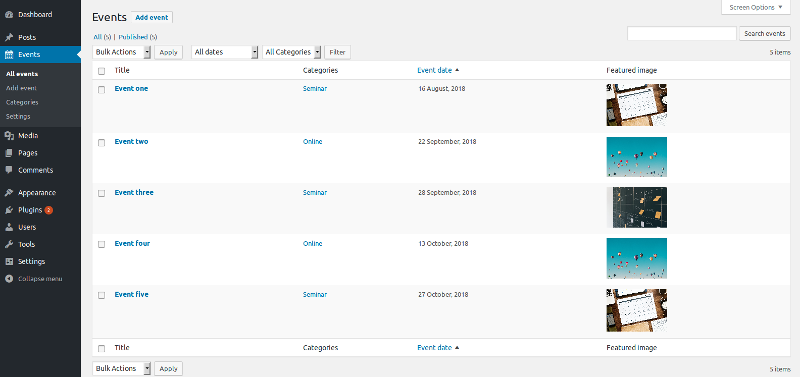 Dashboard
Posts
Events
All events
Add event
Categories
Settings
Media
Pages
Comments
Appearance
Plugins 2
Users
Tools
Settings
Collapse menu
Screen Options
Events Add event
All (5) | Published (5)
Search events
Bulk Actions Apply All dates All Categories Filter 5 items
Title Categories Event date Featured image
Event one Seminar 16 August, 2018
Event two Online 22 September, 2018
Event three Seminar 28 September, 2018
Event four Online 13 October, 2018
Event five Seminar 27 October, 2018
Title Categories Event date Featured image
Bulk Actions Apply 5 items